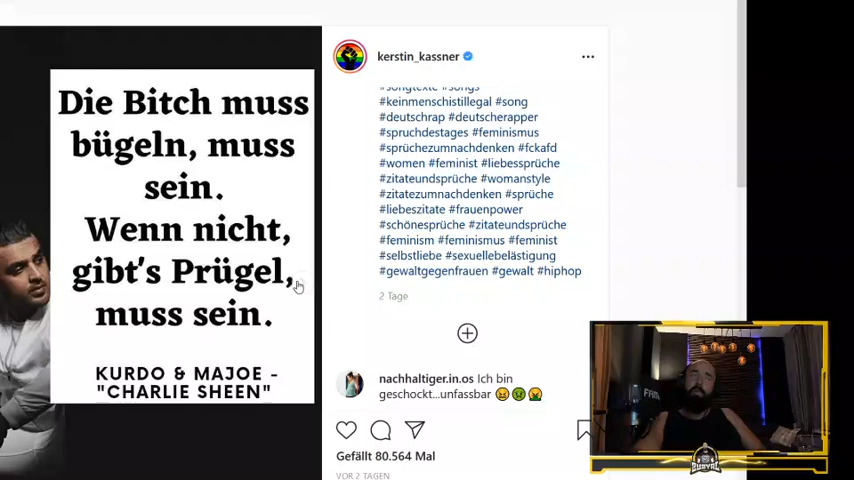 Die Bitch muss
bügeln, muss
sein.
Wenn nicht,
gibt's Prügel,
muss sein.
KURDO & MAJOE -
"CHARLIE SHEEN"
kerstin_kassner
#songtexte #songs
#keinmenschistillegal #song
#deutschrap #deutscherapper
#spruchdestages #feminismus
#sprüchezumnachdenken #fckafd
#women #feminist #liebessprüche
#zitateundsprüche #womanstyle
#zitatezumnachdenken #sprüche
#liebeszitate #frauenpower
#schönesprüche #zitateundsprüche
#feminism #feminismus #feminist
#selbstliebe #sexuellebelästigung
#gewaltgegenfrauen #gewalt #hiphop
2 Tage
nachhaltiger.in.os Ich bin
geschockt...unfassbar
Gefällt 80.564 Mal
VOR 2 TAGEN